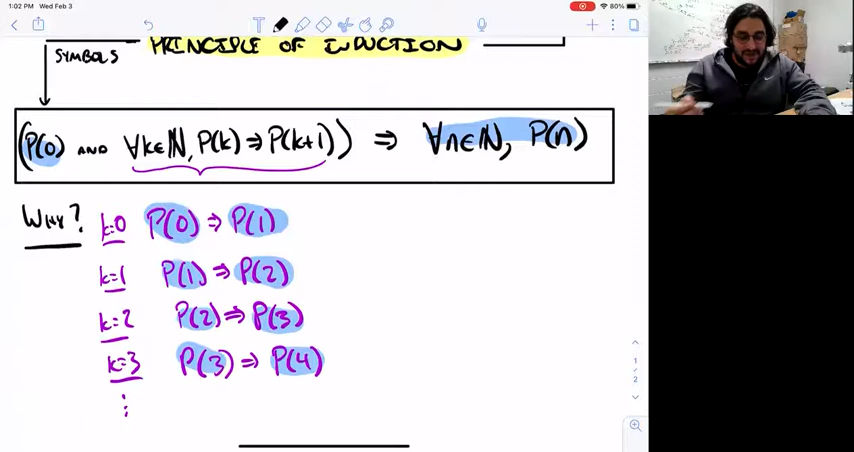 1:02 PM Wed Feb 3
80%
PRINCIPLE OF INDUCTION
SYMBOLS
(P(0) AND ∀k∈ℕ, P(k) ⇒ P(k+1)) ⇒ ∀n∈ℕ, P(n)
WHY? k=0 P(0) ⇒ P(1)
k=1 P(1) ⇒ P(2)
k=2 P(2) ⇒ P(3)
k=3 P(3) ⇒ P(4)
⋮
1
/
2